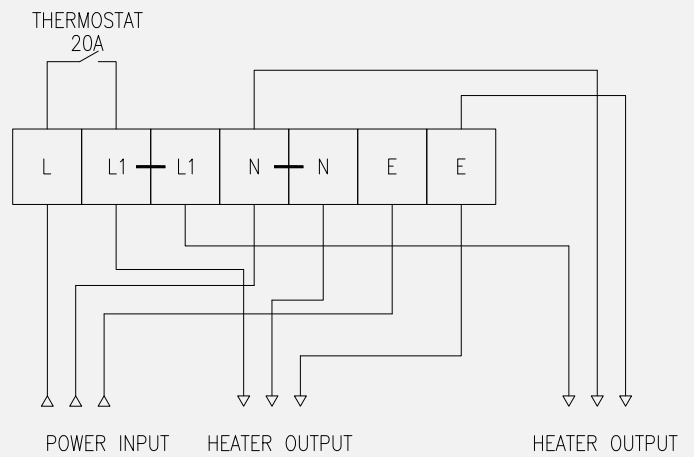 THERMOSTAT
20A
L L1 L1 N N E E
POWER INPUT HEATER OUTPUT HEATER OUTPUT